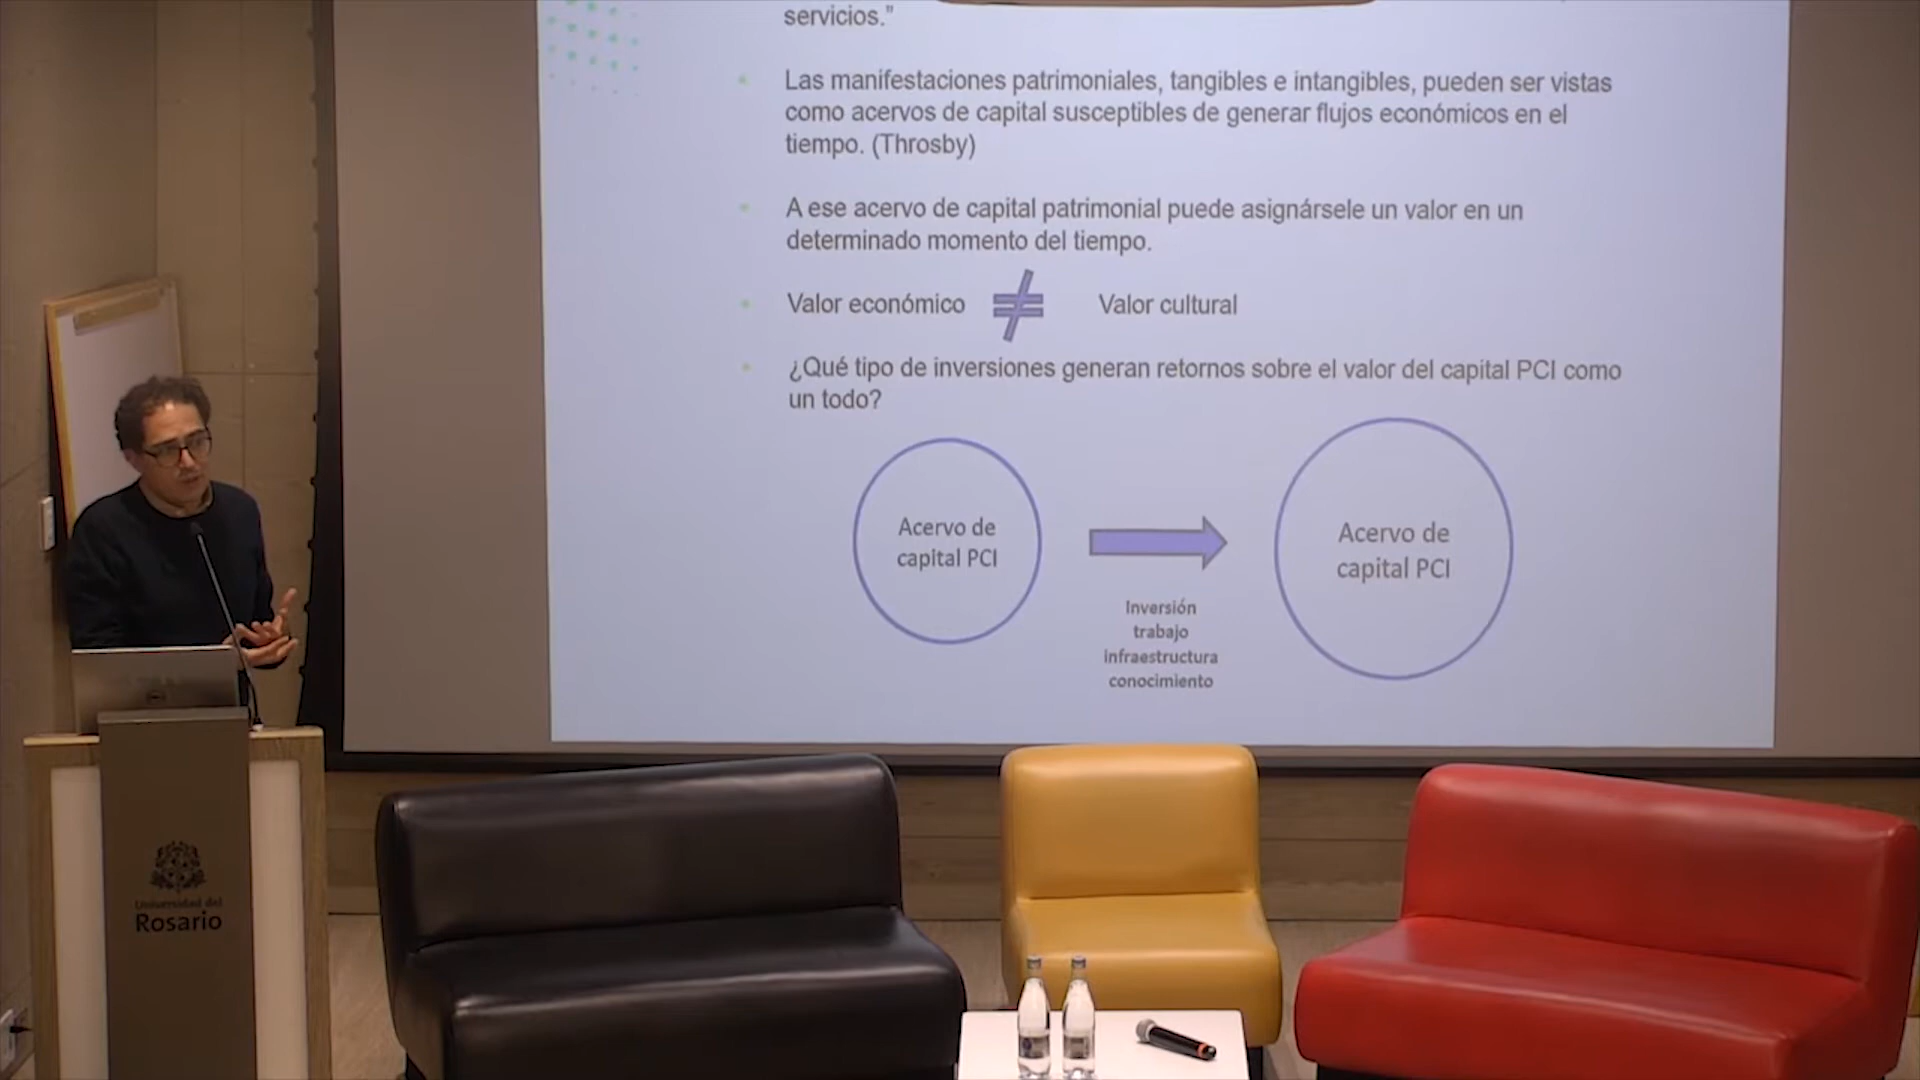 servicios.”
Las manifestaciones patrimoniales, tangibles e intangibles, pueden ser vistas
como acervos de capital susceptibles de generar flujos económicos en el
tiempo. (Throsby)
A ese acervo de capital patrimonial puede asignársele un valor en un
determinado momento del tiempo.
Valor económico ≠ Valor cultural
¿Qué tipo de inversiones generan retornos sobre el valor del capital PCI como
un todo?
Acervo de
capital PCI
Inversión
trabajo
infraestructura
conocimiento
Acervo de
capital PCI
Universidad del
Rosario